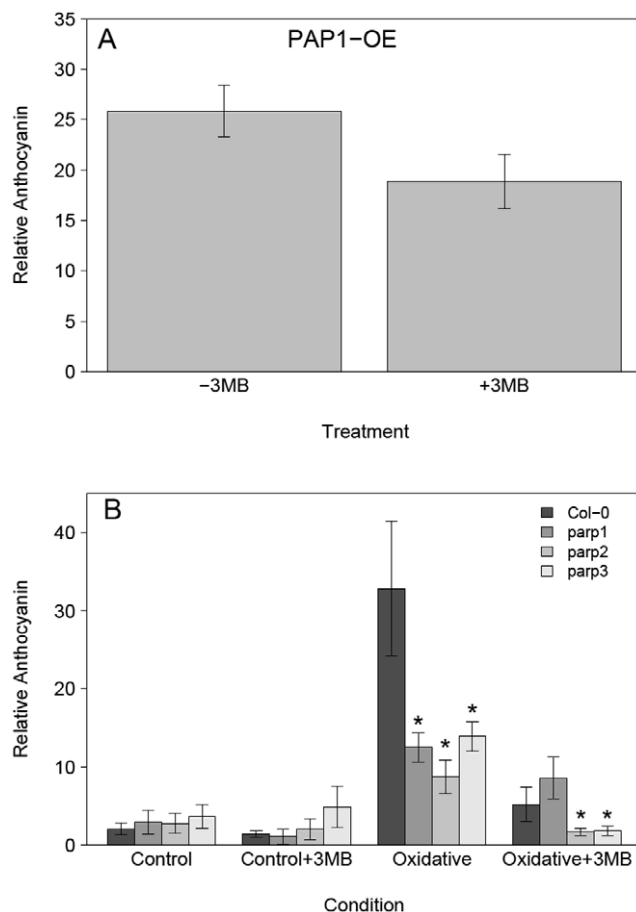 A
PAP1−OE
Relative Anthocyanin
35
30
25
20
15
10
5
0
−3MB
+3MB
Treatment
B
Col−0
parp1
parp2
parp3
Relative Anthocyanin
40
30
20
10
0
*
*
*
*
*
Control
Control+3MB
Oxidative
Oxidative+3MB
Condition